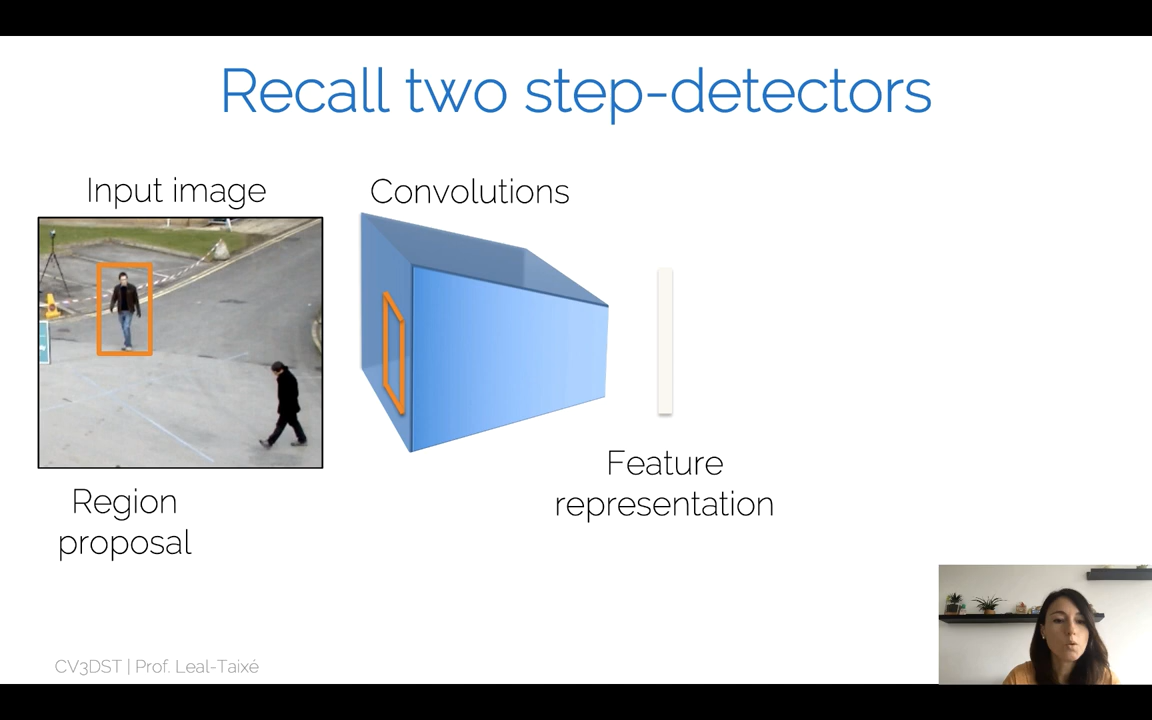 Recall two step-detectors
Input image
Convolutions
Feature
representation
Region
proposal
CV3DST | Prof. Leal-Taixé